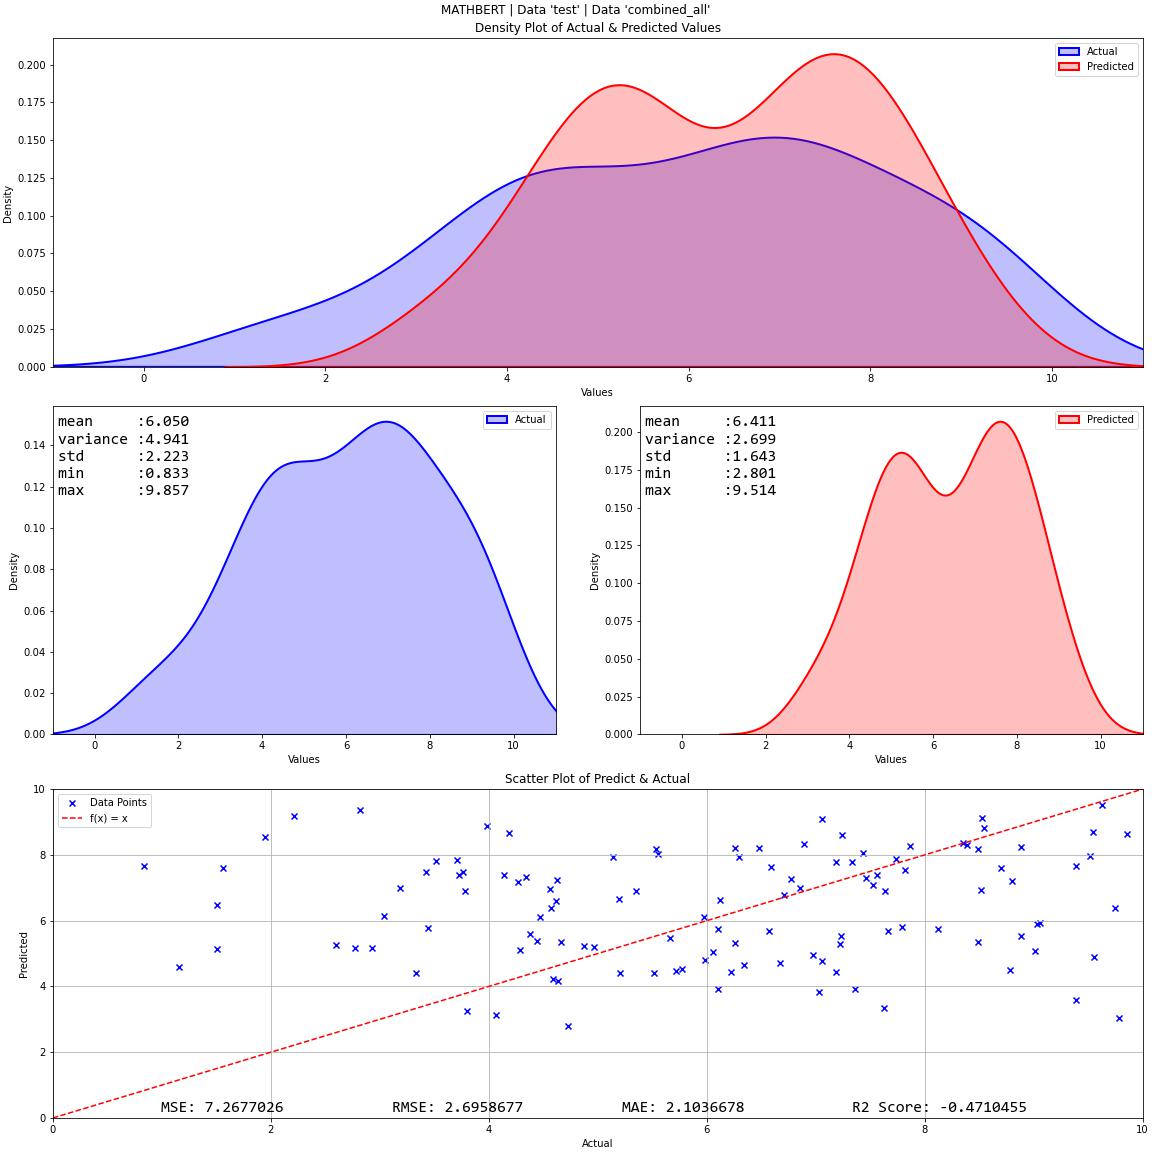 MATHBERT | Data 'test' | Data 'combined_all'
Density Plot of Actual & Predicted Values
Actual
Predicted
0.200
0.175
0.150
0.125
0.100
0.075
0.050
0.025
0.000
Density
0 2 4 6 8 10
Values
mean :6.050
variance :4.941
std :2.223
min :0.833
max :9.857
Actual
0.14
0.12
0.10
0.08
0.06
0.04
0.02
0.00
Density
0 2 4 6 8 10
Values
mean :6.411
variance :2.699
std :1.643
min :2.801
max :9.514
Predicted
0.200
0.175
0.150
0.125
0.100
0.075
0.050
0.025
0.000
Density
0 2 4 6 8 10
Values
Scatter Plot of Predict & Actual
Data Points
f(x) = x
10
8
6
4
2
0
Predicted
MSE: 7.2677026 RMSE: 2.6958677 MAE: 2.1036678 R2 Score: -0.4710455
0 2 4 6 8 10
Actual